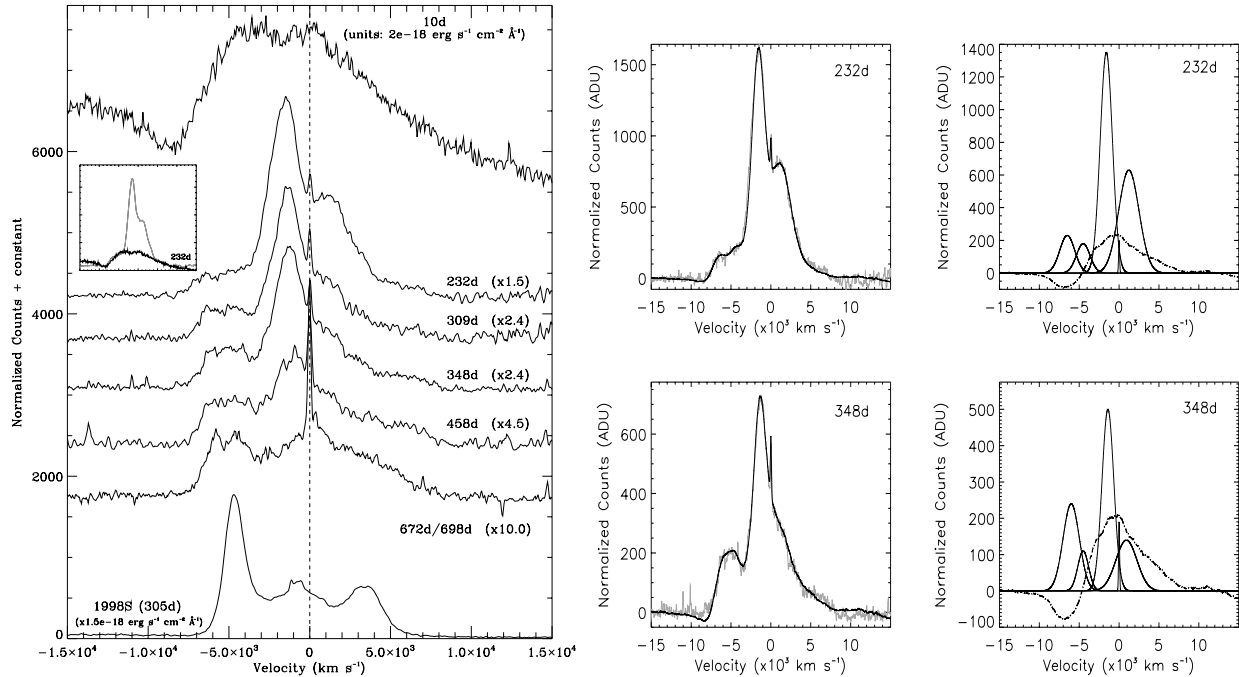 10d
(units: 2e−18 erg s⁻¹ cm⁻² Å⁻¹)
6000
4000
2000
0
Normalized Counts + constant
232d
232d (x1.5)
309d (x2.4)
348d (x2.4)
458d (x4.5)
672d/698d (x10.0)
1998S (305d)
(x1.5e−18 erg s⁻¹ cm⁻² Å⁻¹)
−1.5×10⁴ −1.0×10⁴ −5.0×10³ 0 5.0×10³ 1.0×10⁴ 1.5×10⁴
Velocity (km s⁻¹)
232d
1500
1000
500
0
Normalized Counts (ADU)
−15 −10 −5 0 5 10 15
Velocity (x10³ km s⁻¹)
232d
1400
1200
1000
800
600
400
200
0
Normalized Counts (ADU)
−15 −10 −5 0 5 10 15
Velocity (x10³ km s⁻¹)
348d
600
400
200
0
Normalized Counts (ADU)
−15 −10 −5 0 5 10 15
Velocity (x10³ km s⁻¹)
348d
500
400
300
200
100
0
−100
Normalized Counts (ADU)
−15 −10 −5 0 5 10 15
Velocity (x10³ km s⁻¹)